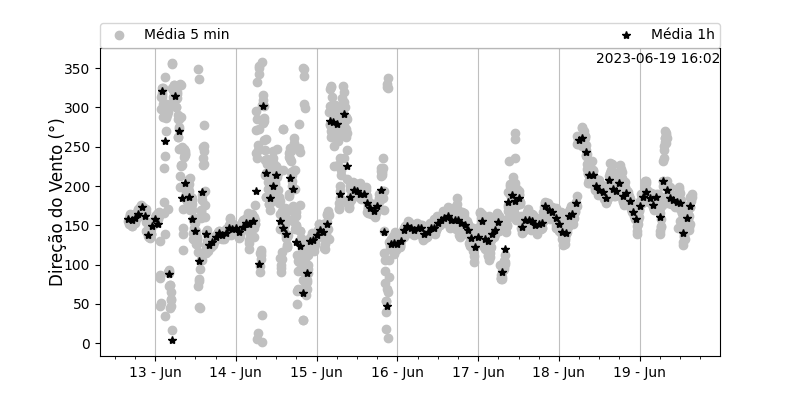 Média 5 min
Média 1h
2023-06-19 16:02
Direção do Vento (°)
350
300
250
200
150
100
50
0
13 - Jun
14 - Jun
15 - Jun
16 - Jun
17 - Jun
18 - Jun
19 - Jun